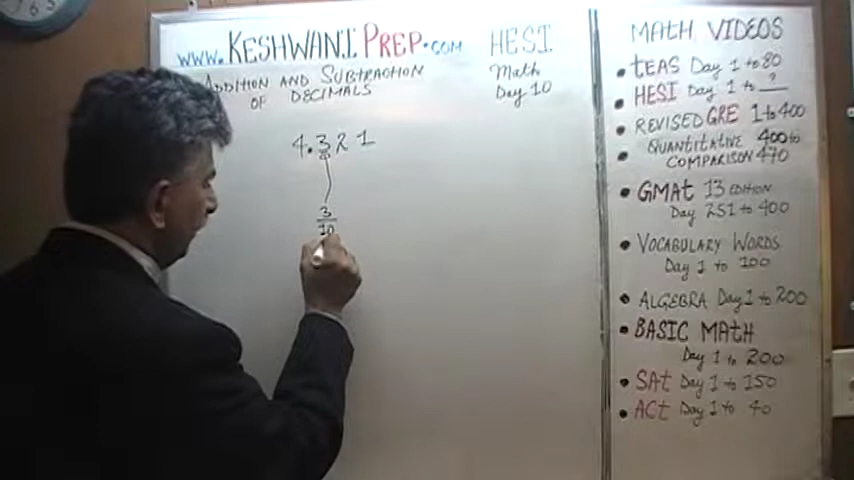 www.KESHWANI PREP.COM
HESI
Math
Day 10
ADDITION AND SUBTRACTION
OF DECIMALS
4.321
3
10
MATH VIDEOS
• TEAS Day 1 to 80
• HESI Day 1 to ?
• REVISED GRE 1 to 400
• QUANTITATIVE 400 to
COMPARISON 470
• GMAT 13 EDITION
Day 251 to 400
• VOCABULARY WORDS
Day 1 to 100
• ALGEBRA Day 1 to 200
• BASIC MATH
Day 1 to 200
• SAT Day 1 to 150
• ACT Day 1 to 40